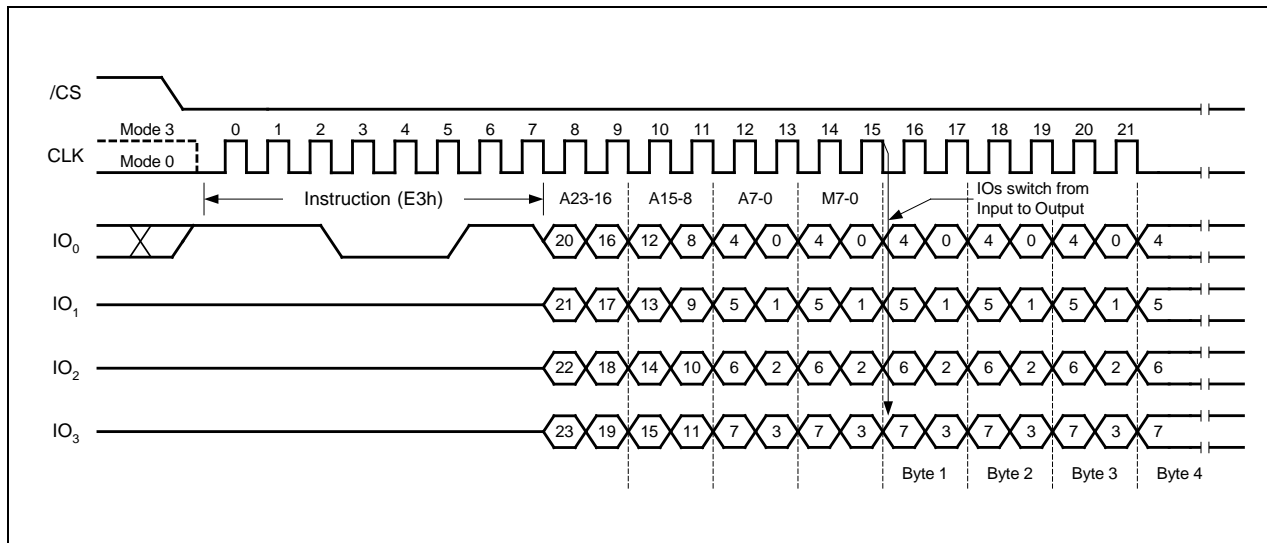 /CS
Mode 3 0 1 2 3 4 5 6 7 8 9 10 11 12 13 14 15 16 17 18 19 20 21
CLK
Mode 0
Instruction (E3h) A23-16 A15-8 A7-0 M7-0 IOs switch from
Input to Output
IO0 20 16 12 8 4 0 4 0 4 0 4 0 4 0 4
IO1 21 17 13 9 5 1 5 1 5 1 5 1 5 1 5
IO2 22 18 14 10 6 2 6 2 6 2 6 2 6 2 6
IO3 23 19 15 11 7 3 7 3 7 3 7 3 7 3 7
Byte 1 Byte 2 Byte 3 Byte 4